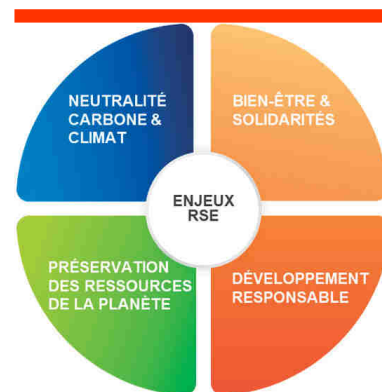 NEUTRALITÉ
CARBONE &
CLIMAT
BIEN-ÊTRE &
SOLIDARITÉS
ENJEUX
RSE
PRÉSERVATION
DES RESSOURCES
DE LA PLANÈTE
DÉVELOPPEMENT
RESPONSABLE